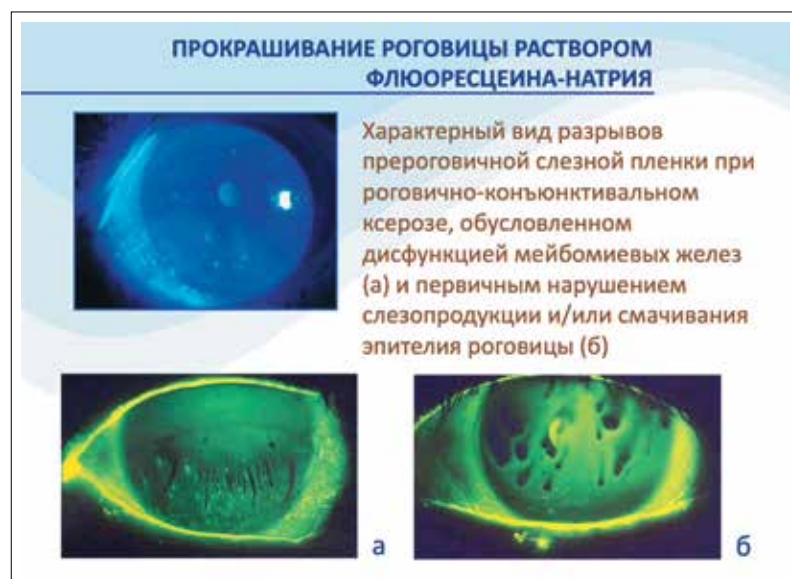 ПРОКРАШИВАНИЕ РОГОВИЦЫ РАСТВОРОМ
ФЛЮОРЕСЦЕИНА-НАТРИЯ
Характерный вид разрывов
прероговичной слезной пленки при
роговично-конъюнктивальном
ксерозе, обусловленном
дисфункцией мейбомиевых желез
(а) и первичным нарушением
слезопродукции и/или смачивания
эпителия роговицы (б)
а
б